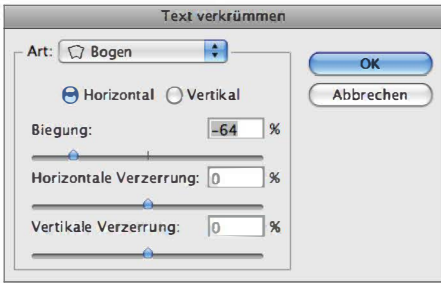 Text verkrümmen
Art: Bogen
OK
Horizontal Vertikal
Abbrechen
Biegung: -64 %
Horizontale Verzerrung: 0 %
Vertikale Verzerrung: 0 %